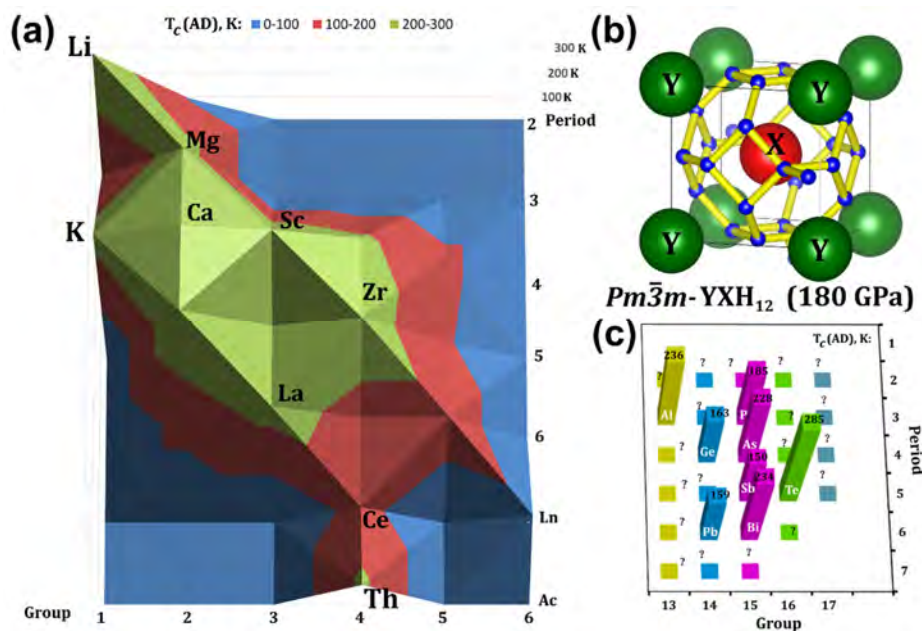 (a)
T_C(AD), K: 0-100 100-200 200-300
Li
300 K
200 K
100 K
2 Period
Mg
3
Ca
Sc
K
4
Zr
5
La
6
Ce
Ln
Th
Ac
Group 1 2 3 4 5 6
(b)
Y Y
X
Y Y
Pm3̄m-YXH₁₂ (180 GPa)
(c)
T_C(AD), K:
1
236
? ? ? ? ?
185
2
Al P
228
285
163
? ?
3
Ge As
150
? ?
4
? ? 234 ?
Sb Te
159
5
? Pb Bi ?
6
? ? ?
7
Period
13 14 15 16 17
Group